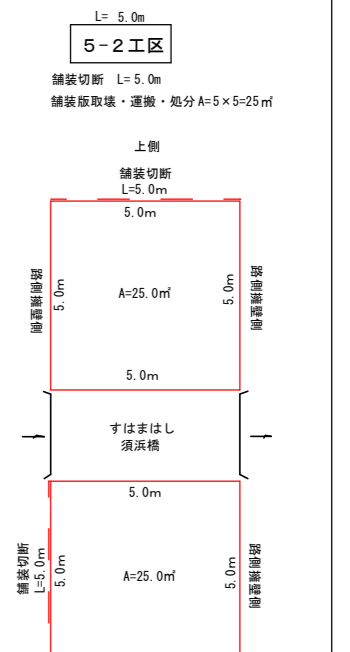 L= 5.0m
5-2工区
舗装切断 L=5.0m
舗装版取壊・運搬・処分A=5×5=25㎡
上側
舗装切断
L=5.0m
5.0m
路側擁壁側
5.0m
A=25.0㎡
5.0m
路側擁壁側
5.0m
すはまはし
須浜橋
5.0m
舗装切断
L=5.0m
5.0m
A=25.0㎡
5.0m
路側擁壁側